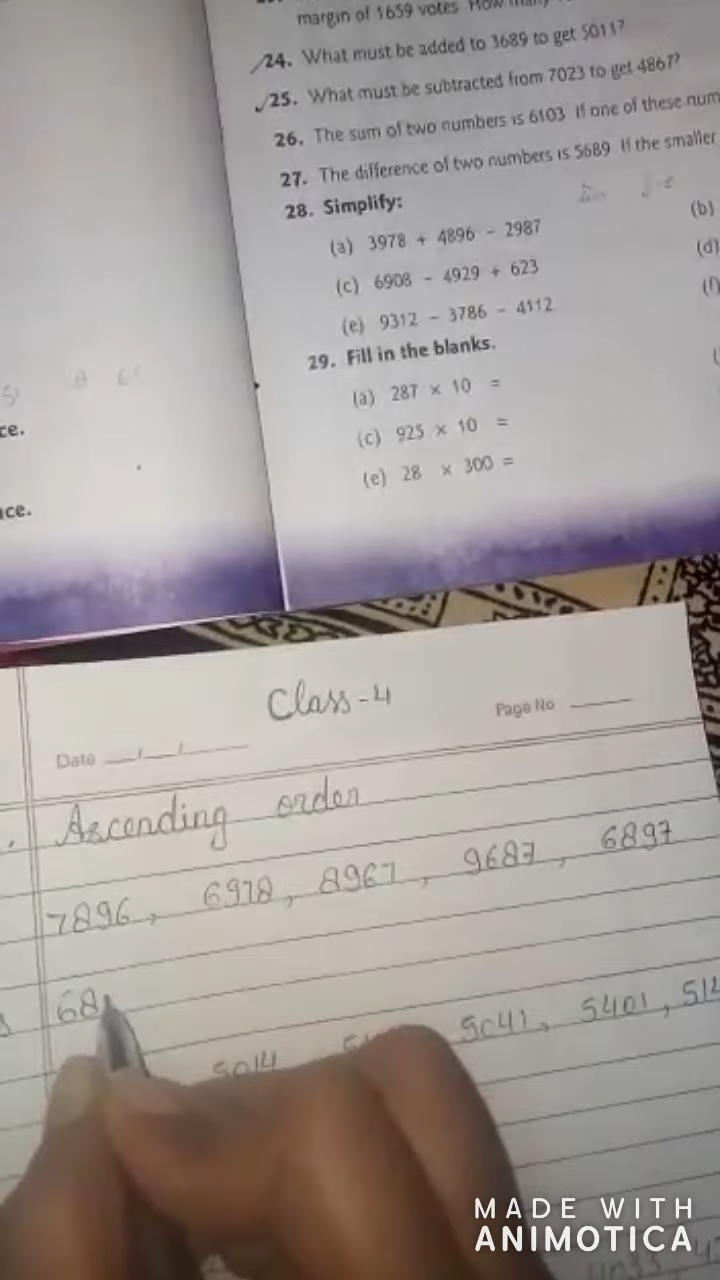 margin of 1659 votes How many
24. What must be added to 3689 to get 5011?
25. What must be subtracted from 7023 to get 4867?
26. The sum of two numbers is 6103 If one of these num
27. The difference of two numbers is 5689 If the smaller
28. Simplify:
(a) 3978 + 4896 - 2987 (b)
(c) 6908 - 4929 + 623 (d)
(e) 9312 - 3786 - 4112 (f)
29. Fill in the blanks.
(a) 287 × 10 =
(c) 925 × 10 =
(e) 28 × 300 =
ce.
ce.
Class-4
Date Page No
Ascending order
7896, 6978, 8967, 9687, 6897
68
5014 5041, 5401, 512
MADE WITH
ANIMOTICA